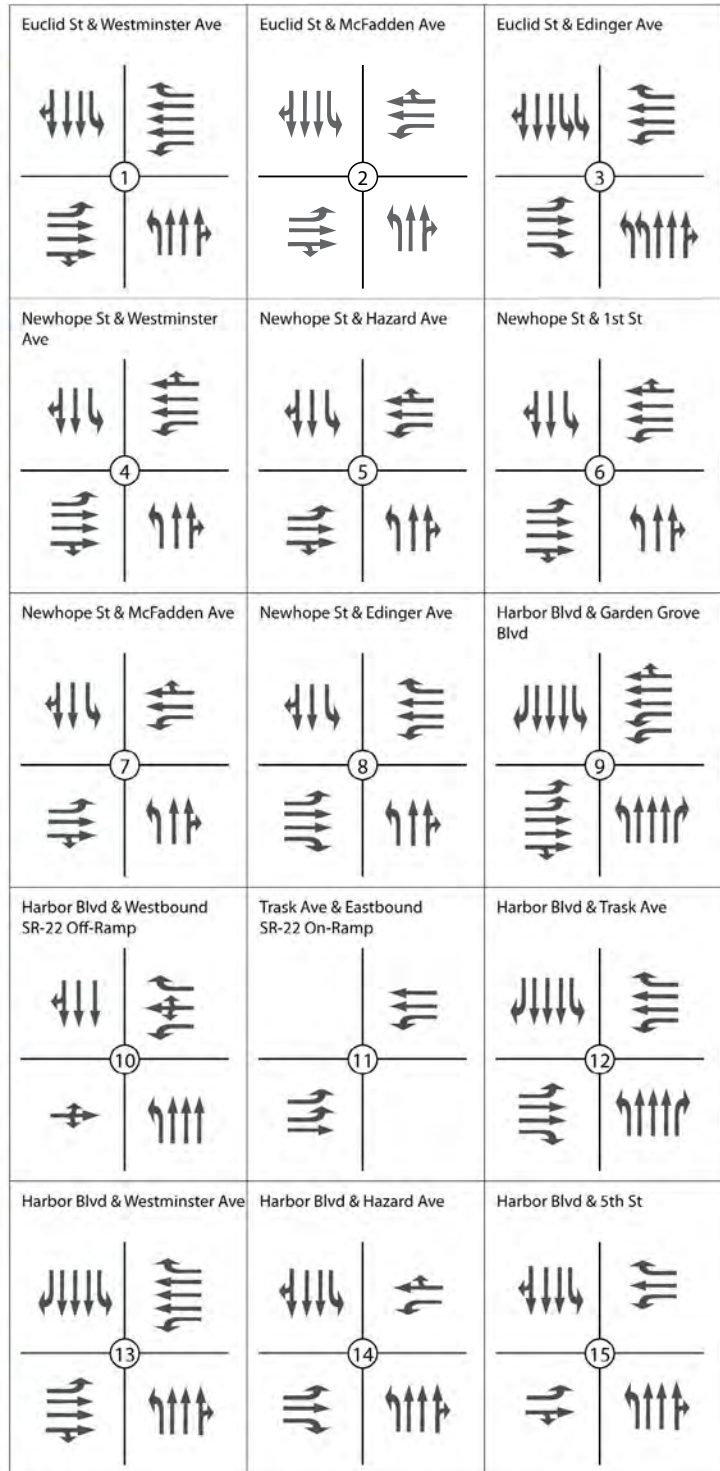 Euclid St & Westminster Ave
1
Euclid St & McFadden Ave
2
Euclid St & Edinger Ave
3
Newhope St & Westminster
Ave
4
Newhope St & Hazard Ave
5
Newhope St & 1st St
6
Newhope St & McFadden Ave
7
Newhope St & Edinger Ave
8
Harbor Blvd & Garden Grove
Blvd
9
Harbor Blvd & Westbound
SR-22 Off-Ramp
10
Trask Ave & Eastbound
SR-22 On-Ramp
11
Harbor Blvd & Trask Ave
12
Harbor Blvd & Westminster Ave
13
Harbor Blvd & Hazard Ave
14
Harbor Blvd & 5th St
15